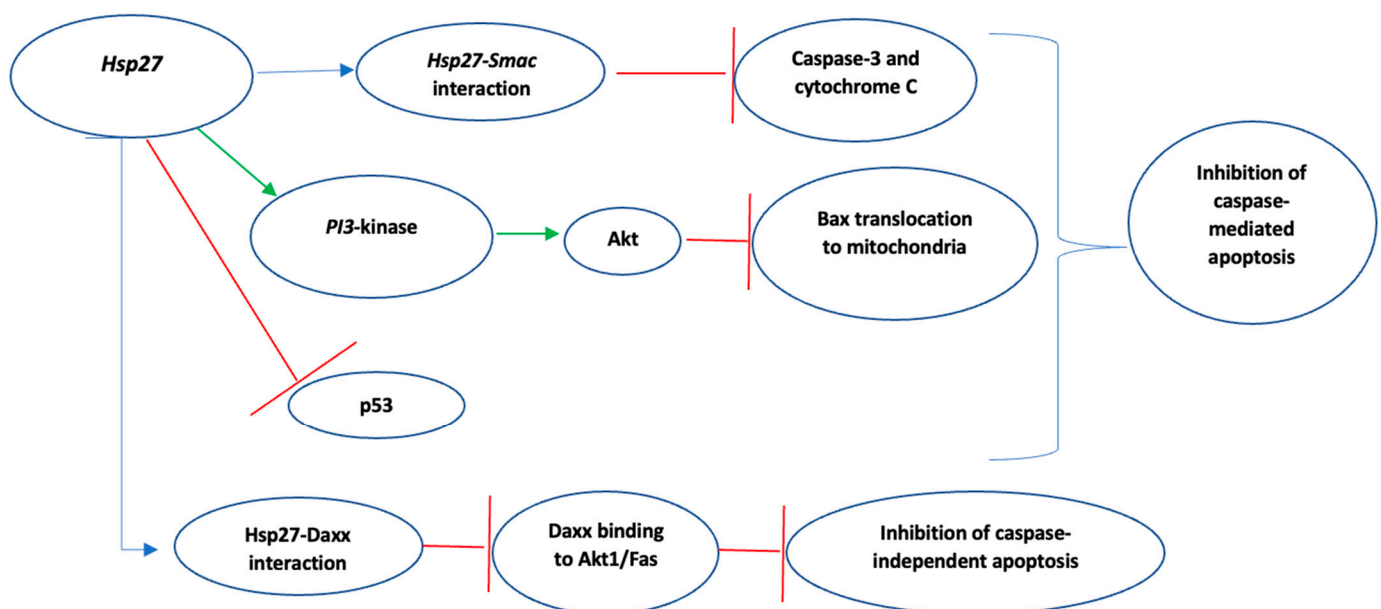 Hsp27
Hsp27-Smac
interaction
Caspase-3 and
cytochrome C
PI3-kinase
Akt
Bax translocation
to mitochondria
Inhibition of
caspase-
mediated
apoptosis
p53
Hsp27-Daxx
interaction
Daxx binding
to Akt1/Fas
Inhibition of caspase-
independent apoptosis